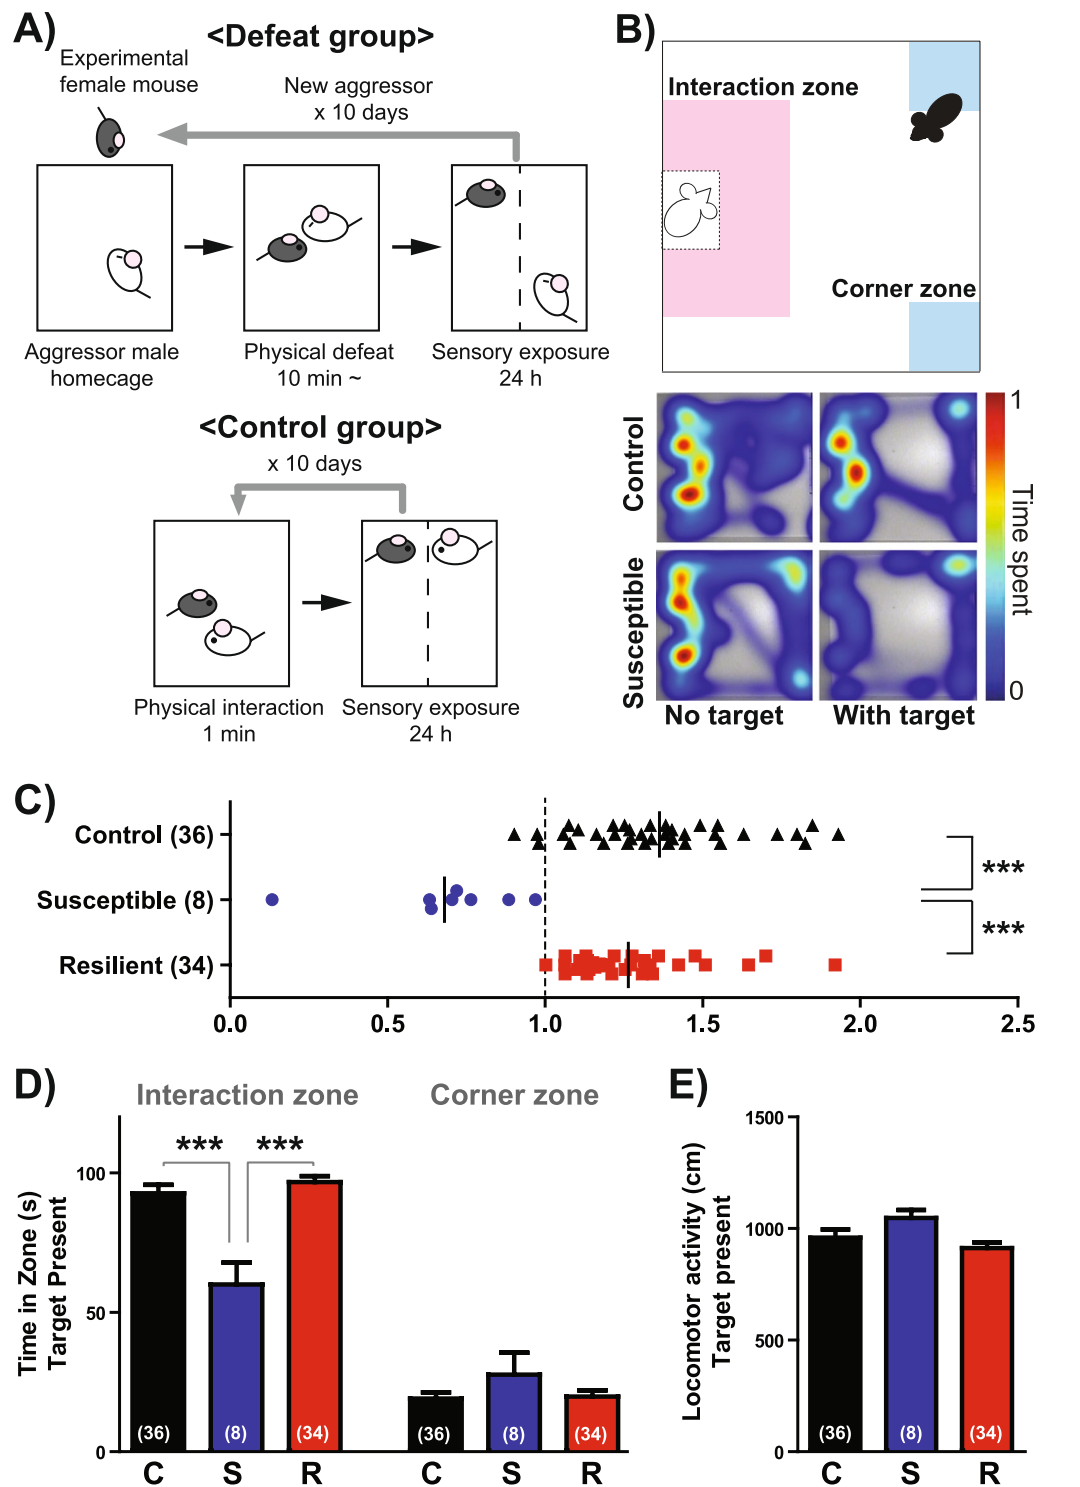 A)
<Defeat group>
Experimental
female mouse
New aggressor
x 10 days
Aggressor male
homecage
Physical defeat
10 min ~
Sensory exposure
24 h
<Control group>
x 10 days
Physical interaction
1 min
Sensory exposure
24 h
B)
Interaction zone
Corner zone
Control
Susceptible
No target
With target
1
Time spent
0
C)
Control (36)
Susceptible (8)
Resilient (34)
***
***
0.0 0.5 1.0 1.5 2.0 2.5
D)
Interaction zone
Corner zone
Time in Zone (s)
Target Present
100
50
0
*** ***
(36) (8) (34) (36) (8) (34)
C S R C S R
E)
Locomotor activity (cm)
Target present
1500
1000
500
0
(36) (8) (34)
C S R